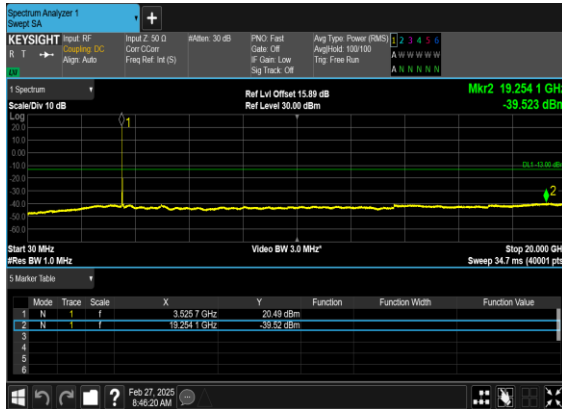 Spectrum Analyzer 1
Swept SA
+
KEYSIGHT Input: RF Input Z: 50 Ω #Atten: 30 dB PNO: Fast Avg Type: Power (RMS) 1 2 3 4 5 6
R T Coupling: DC Corr CCorr Gate: Off Avg|Hold: 100/100 A W W W W W
Align: Auto Freq Ref: Int (S) IF Gain: Low Trig: Free Run
Sig Track: Off A N N N N N
1 Spectrum
Ref Lvl Offset 15.89 dB Mkr2 19.254 1 GHz
Scale/Div 10 dB Ref Level 30.00 dBm -39.523 dBm
Log
20.0
10.0
0.00
-10.0
-20.0
-30.0
-40.0
-50.0
-60.0
1
DL1 -13.00 dBm
2
Start 30 MHz Video BW 3.0 MHz* Stop 20.000 GHz
#Res BW 1.0 MHz Sweep 34.7 ms (40001 pts)
5 Marker Table
Mode Trace Scale X Y Function Function Width Function Value
1 N 1 f 3.525 7 GHz 20.49 dBm
2 N 1 f 19.254 1 GHz -39.52 dBm
3
4
5
6
? Feb 27, 2025
8:46:20 AM